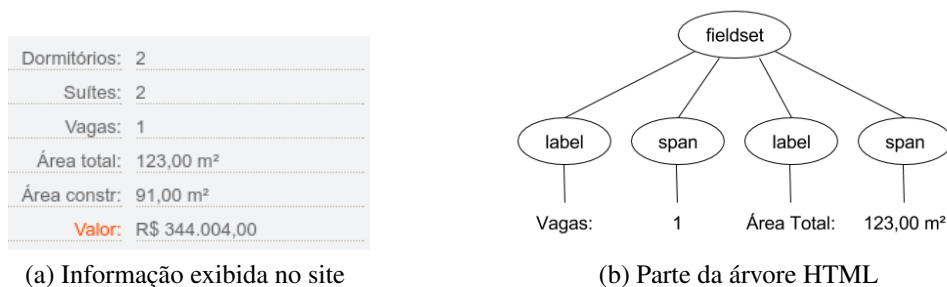 Dormitórios: 2
Suítes: 2
Vagas: 1
Área total: 123,00 m²
Área constr: 91,00 m²
Valor: R$ 344.004,00
(a) Informação exibida no site
fieldset
label span label span
Vagas: 1 Área Total: 123,00 m²
(b) Parte da árvore HTML